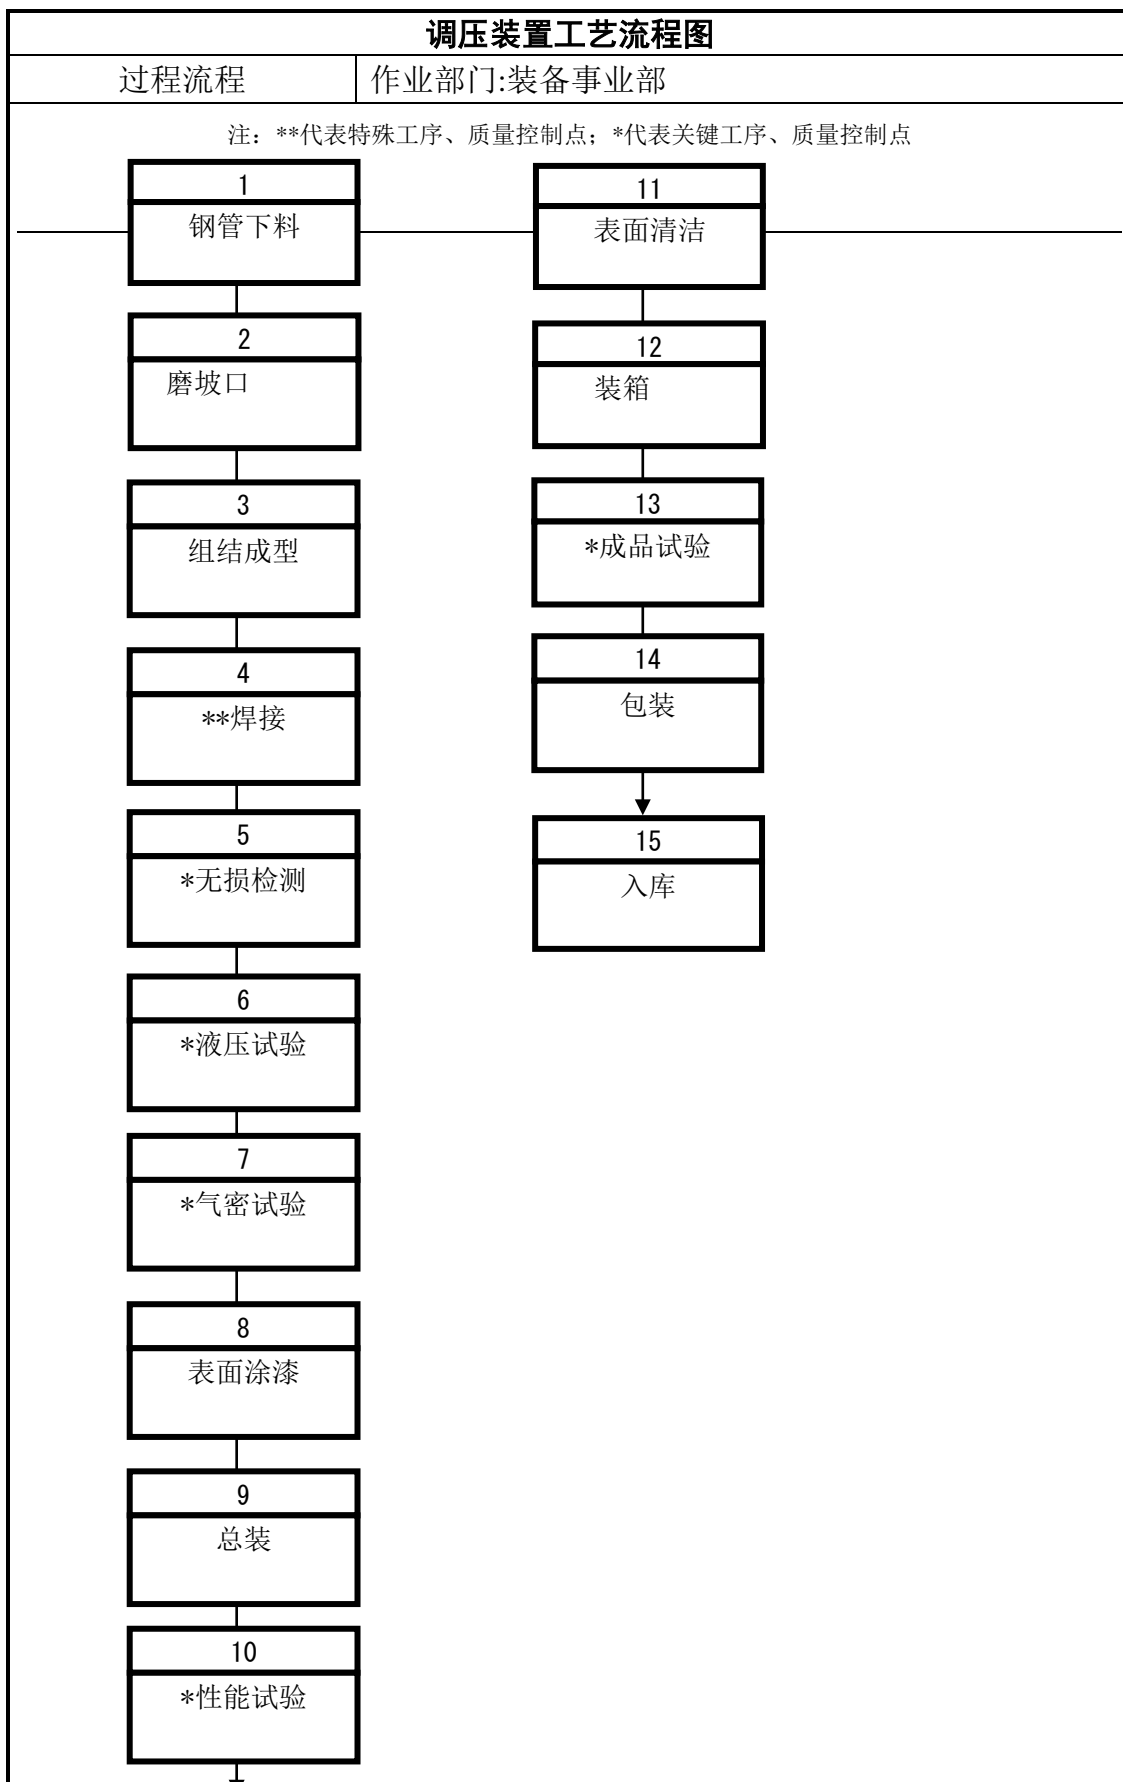 调压装置工艺流程图
过程流程
作业部门:装备事业部
注：**代表特殊工序、质量控制点；*代表关键工序、质量控制点
1
钢管下料
2
磨坡口
3
组结成型
4
**焊接
5
*无损检测
6
*液压试验
7
*气密试验
8
表面涂漆
9
总装
10
*性能试验
11
表面清洁
12
装箱
13
*成品试验
14
包装
15
入库